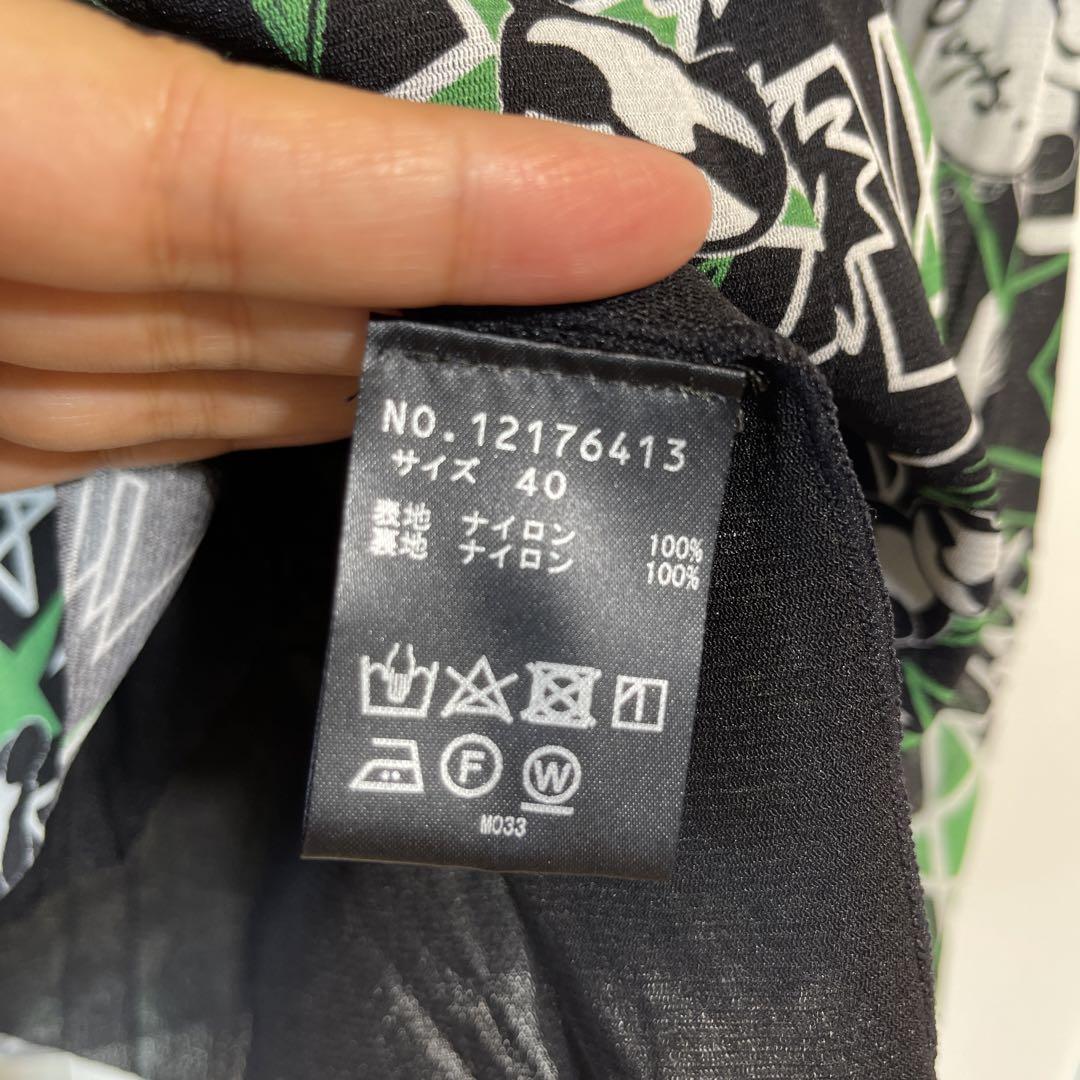 NO.12176413
サイズ 40
表地 ナイロン 100%
裏地 ナイロン 100%
F W
M033